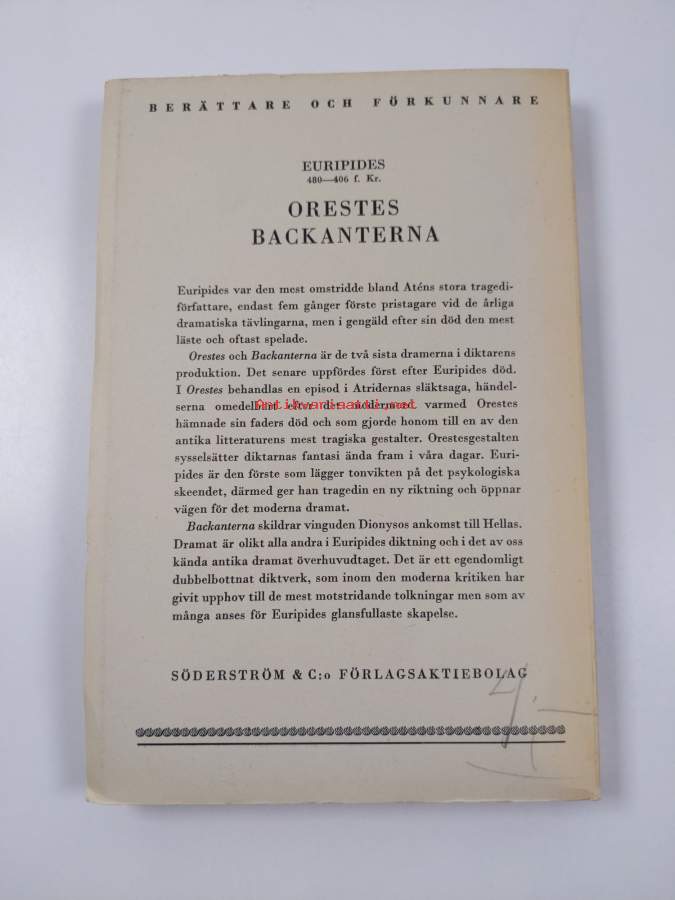 BERÄTTARE OCH FÖRKUNNARE
EURIPIDES
480—406 f. Kr.
ORESTES
BACKANTERNA
Euripides var den mest omstridde bland Aténs stora tragedi-
författare, endast fem gånger förste pristagare vid de årliga
dramatiska tävlingarna, men i gengäld efter sin död den mest
läste och oftast spelade.
Orestes och Backanterna är de två sista dramerna i diktarens
produktion. Det senare uppfördes först efter Euripides död.
I Orestes behandlas en episod i Atridernas släktsaga, händel-
serna omedelbart efter det modermord varmed Orestes
Antikvariaatti.net
hämnade sin faders död och som gjorde honom till en av den
antika litteraturens mest tragiska gestalter. Orestesgestalten
sysselsätter diktarnas fantasi ända fram i våra dagar. Euri-
pides är den förste som lägger tonvikten på det psykologiska
skeendet, därmed ger han tragedin en ny riktning och öppnar
vägen för det moderna dramat.
Backanterna skildrar vinguden Dionysos ankomst till Hellas.
Dramat är olikt alla andra i Euripides diktning och i det av oss
kända antika dramat överhuvudtaget. Det är ett egendomligt
dubbelbottnat diktverk, som inom den moderna kritiken har
givit upphov till de mest motstridande tolkningar men som av
många anses för Euripides glansfullaste skapelse.
SÖDERSTRÖM & C:o FÖRLAGSAKTIEBOLAG
4,—